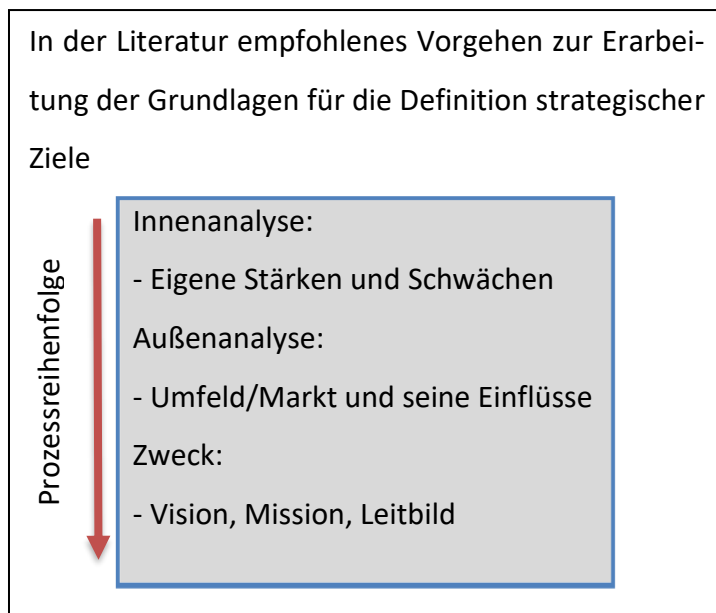 In der Literatur empfohlenes Vorgehen zur Erarbei-
tung der Grundlagen für die Definition strategischer
Ziele
Prozessreihenfolge
Innenanalyse:
- Eigene Stärken und Schwächen
Außenanalyse:
- Umfeld/Markt und seine Einflüsse
Zweck:
- Vision, Mission, Leitbild